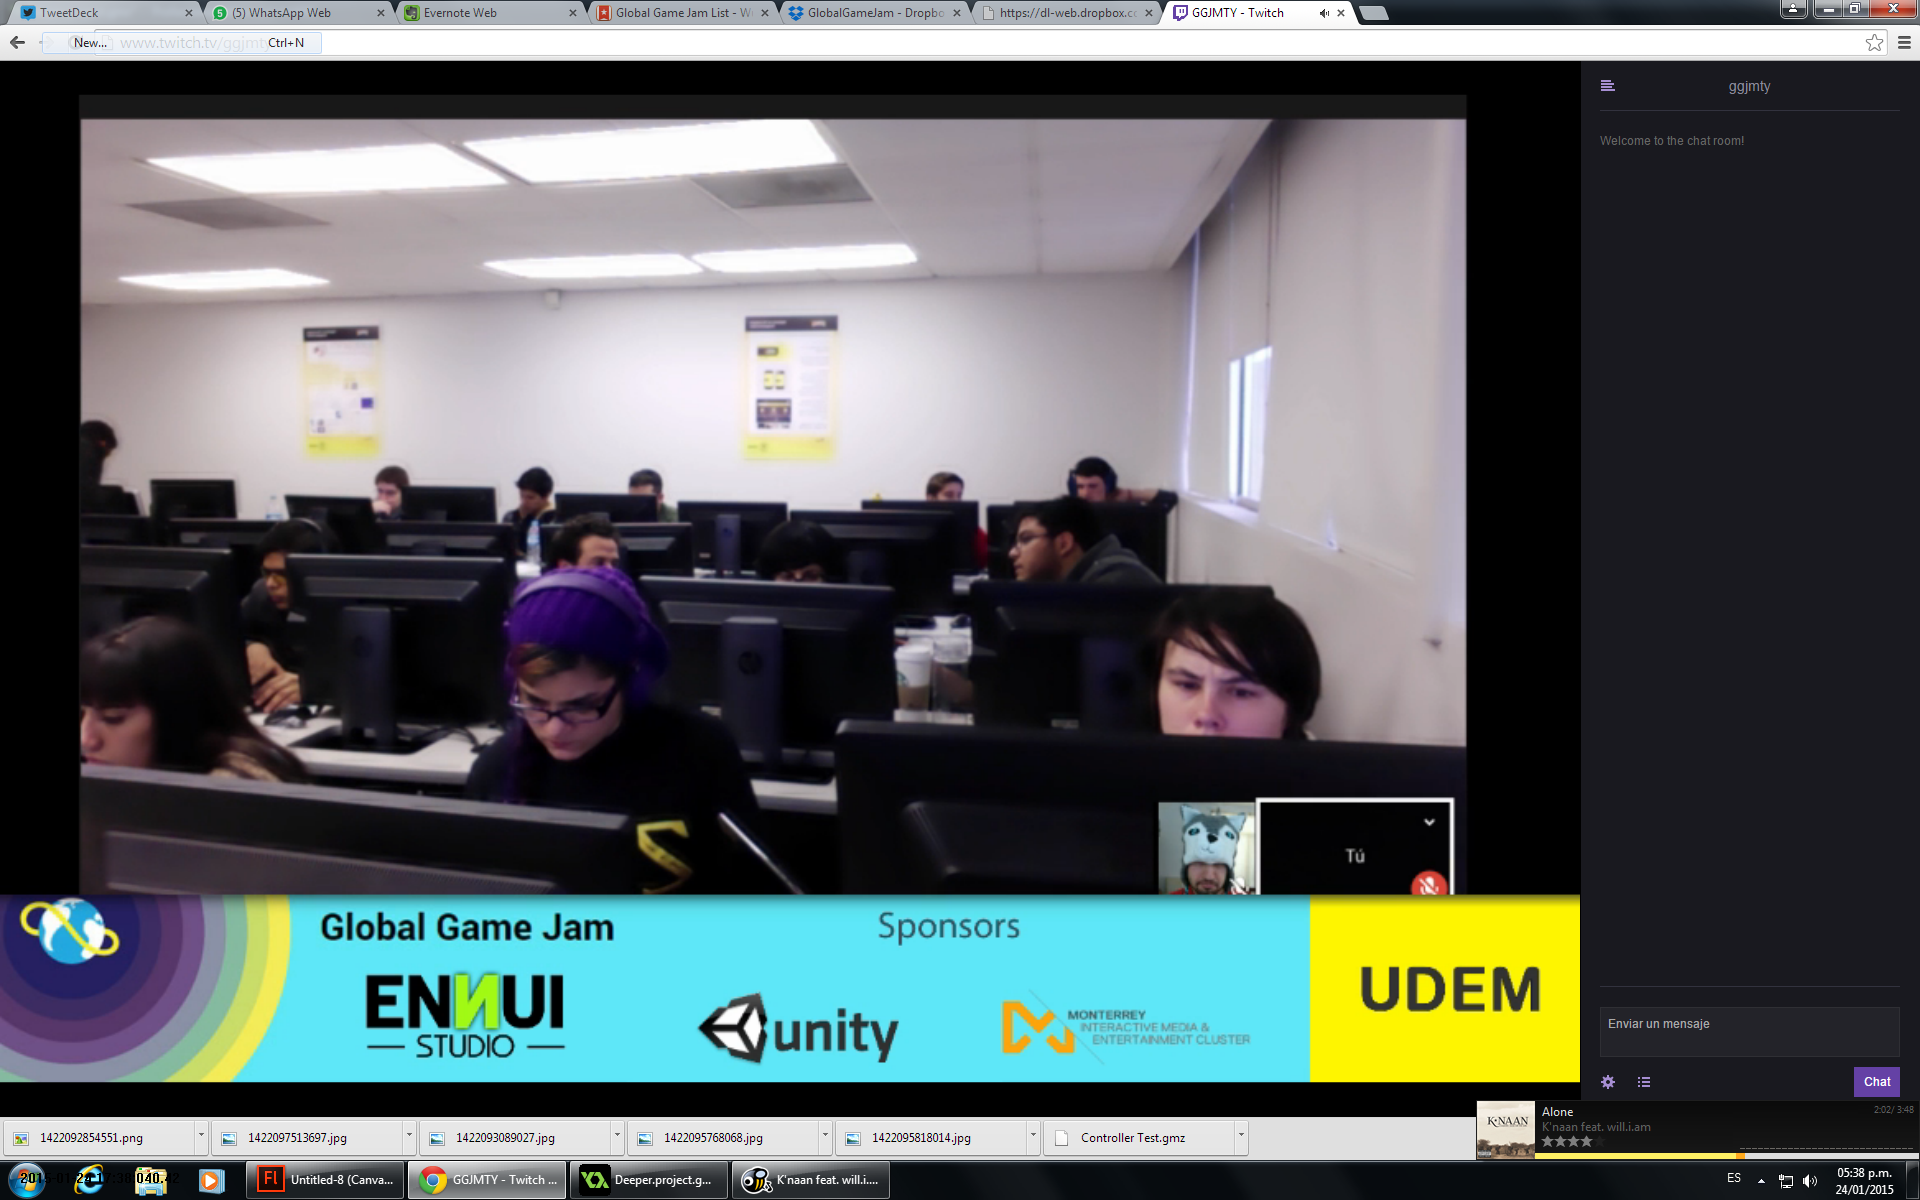 TweetDeck
(5) WhatsApp Web
Evernote Web
Global Game Jam List - W
GlobalGameJam - Dropbo
https://dl-web.dropbox.c
GGJMTY - Twitch
New... Ctrl+N
www.twitch.tv/ggjmt
ggjmty
Welcome to the chat room!
Tú
Global Game Jam
Sponsors
ENNUI
STUDIO
unity
MONTERREY
INTERACTIVE MEDIA &
ENTERTAINMENT CLUSTER
UDEM
Enviar un mensaje
Chat
1422092854551.png
1422097513697.jpg
1422093089027.jpg
1422095768068.jpg
1422095818014.jpg
Controller Test.gmz
K'NAAN
Alone
2:02/ 3:48
K'naan feat. will.i.am
Untitled-8 (Canva...
GGJMTY - Twitch ...
Deeper.project.g...
K'naan feat. will.i....
ES
05:38 p.m.
24/01/2015